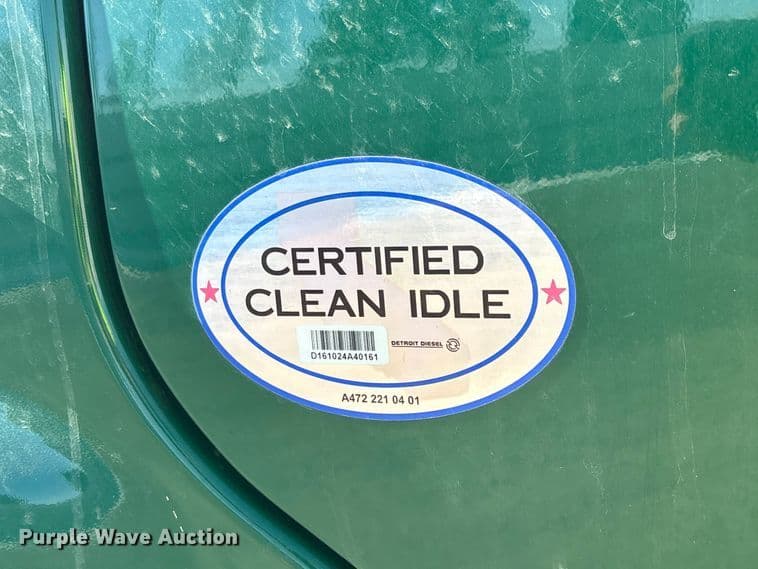 CERTIFIED
CLEAN IDLE
D161024A40161
DETROIT DIESEL
A472 221 04 01
Purple Wave Auction